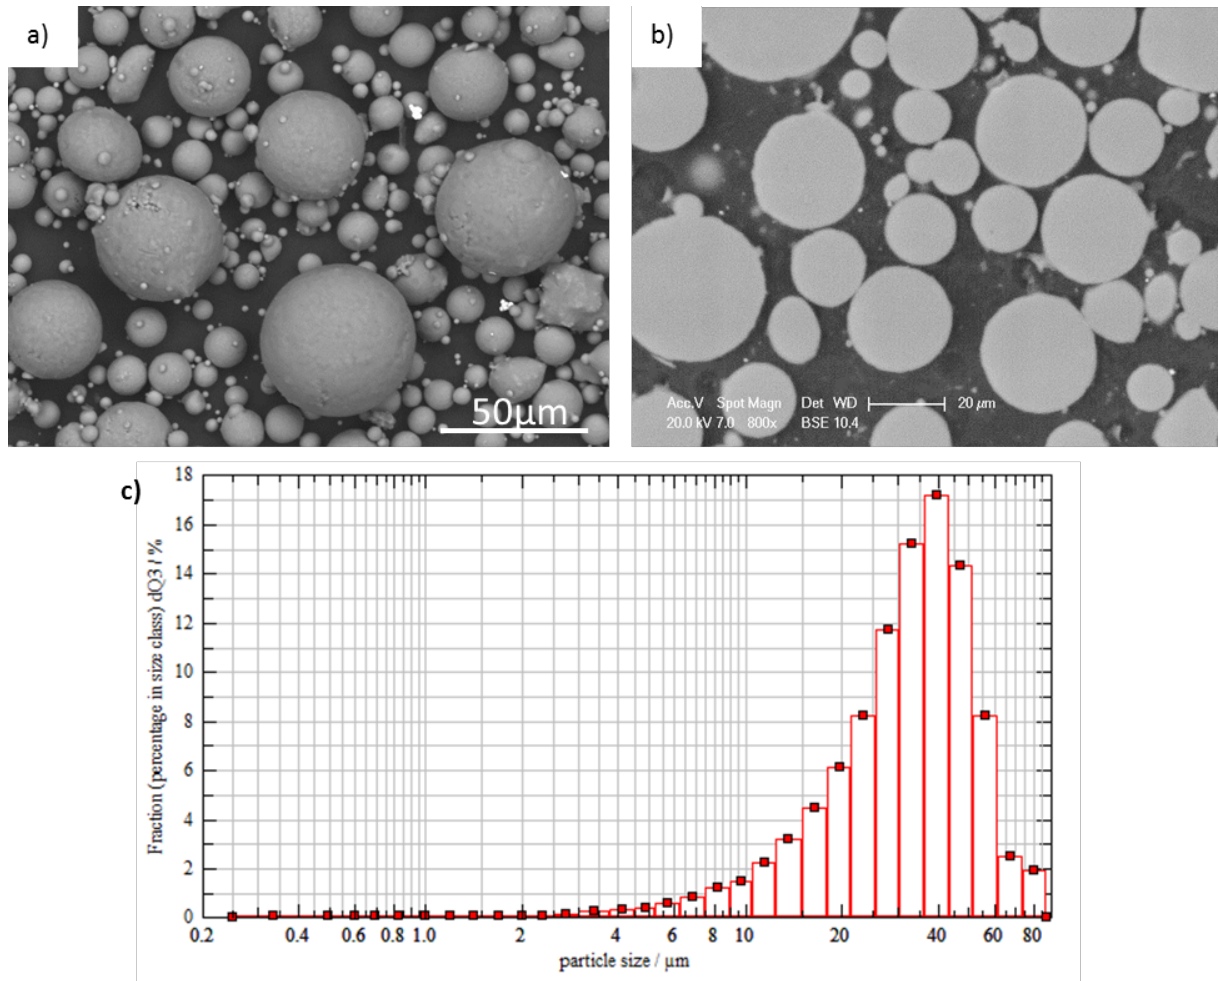 a)
50µm
b)
Acc.V Spot Magn Det WD 20 µm
20.0 kV 7.0 800x BSE 10.4
c)
Fraction (percentage in size class) dQ3 / %
18
16
14
12
10
8
6
4
2
0
0.2 0.4 0.6 0.8 1.0 2 4 6 8 10 20 40 60 80
particle size / µm